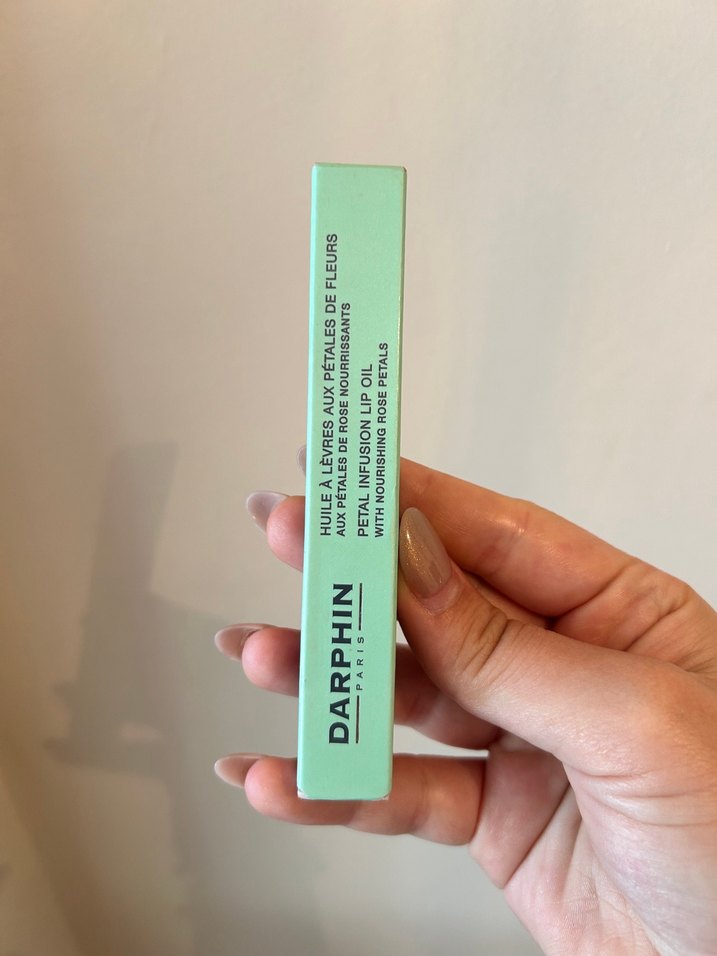 DARPHIN
PARIS
HUILE À LÈVRES AUX PÉTALES DE FLEURS
AUX PÉTALES DE ROSE NOURRISSANTS
PETAL INFUSION LIP OIL
WITH NOURISHING ROSE PETALS